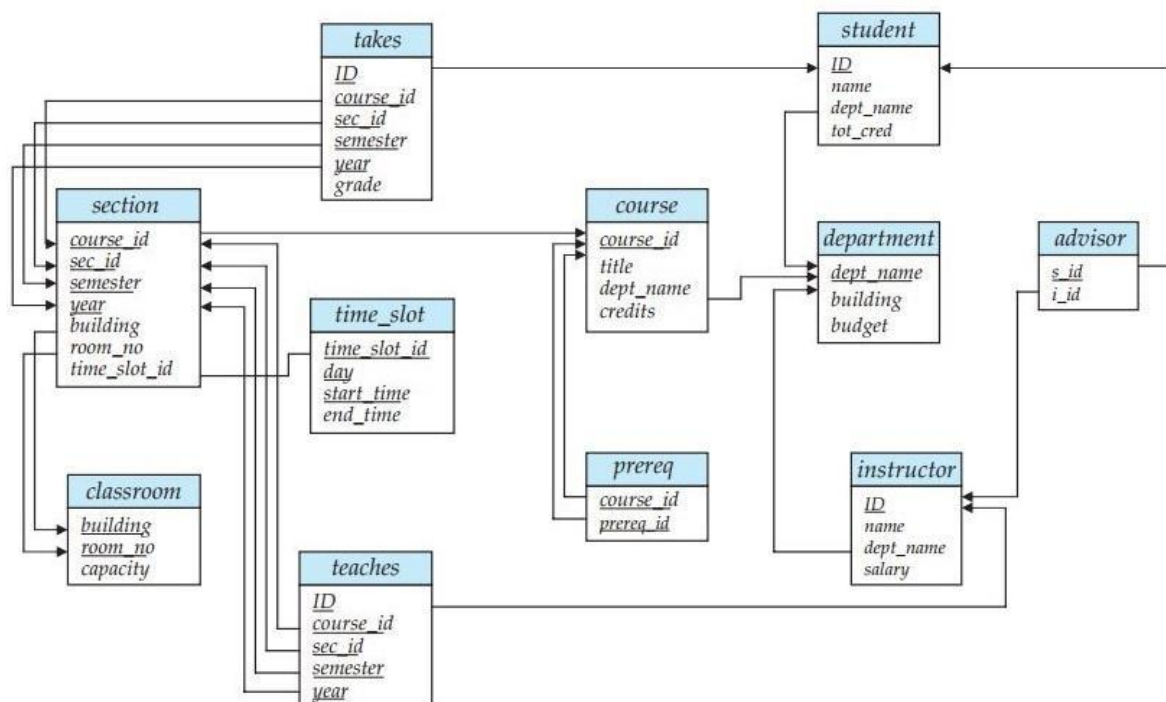 takes
ID
course_id
sec_id
semester
year
grade
student
ID
name
dept_name
tot_cred
section
course_id
sec_id
semester
year
building
room_no
time_slot_id
course
course_id
title
dept_name
credits
department
dept_name
building
budget
advisor
s_id
i_id
time_slot
time_slot_id
day
start_time
end_time
prereq
course_id
prereq_id
instructor
ID
name
dept_name
salary
classroom
building
room_no
capacity
teaches
ID
course_id
sec_id
semester
year